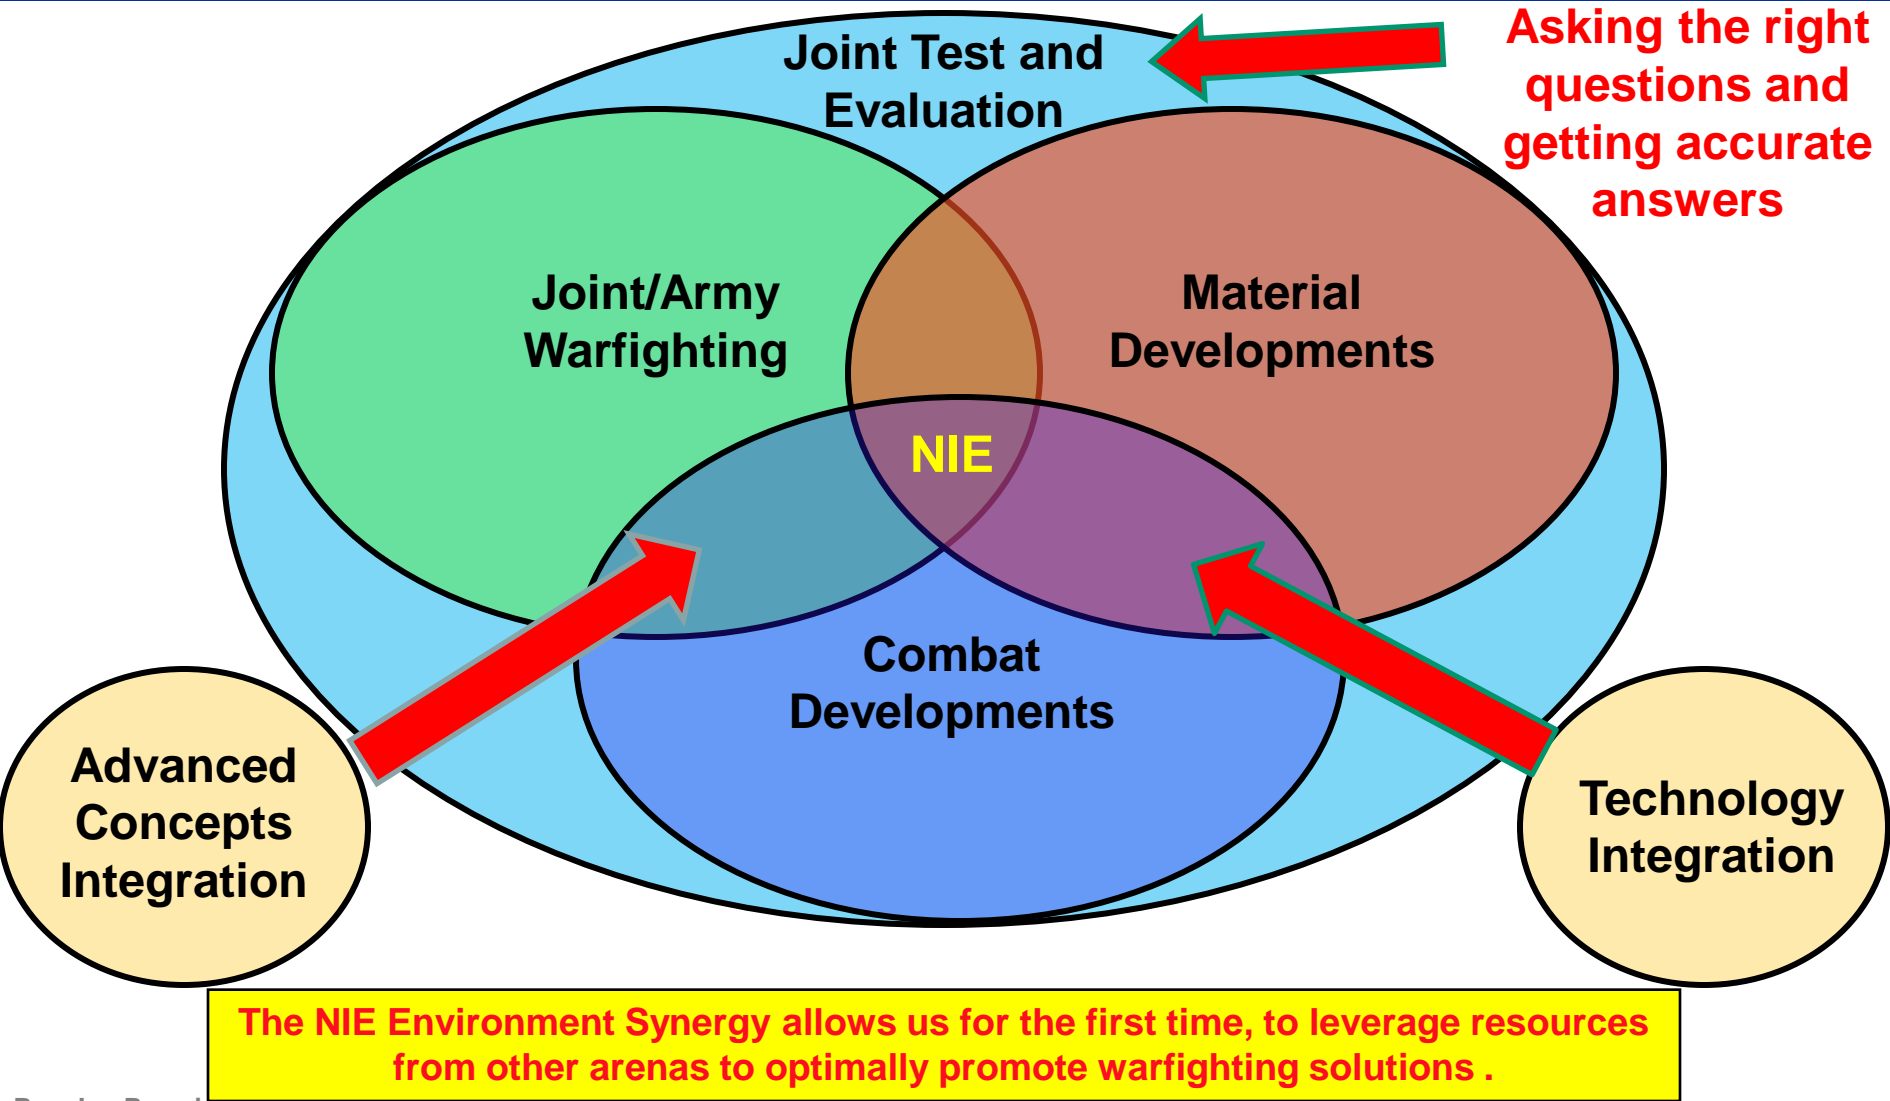 Joint Test and
Evaluation
Asking the right
questions and
getting accurate
answers
Joint/Army
Warfighting
Material
Developments
NIE
Combat
Developments
Advanced
Concepts
Integration
Technology
Integration
The NIE Environment Synergy allows us for the first time, to leverage resources
from other arenas to optimally promote warfighting solutions .